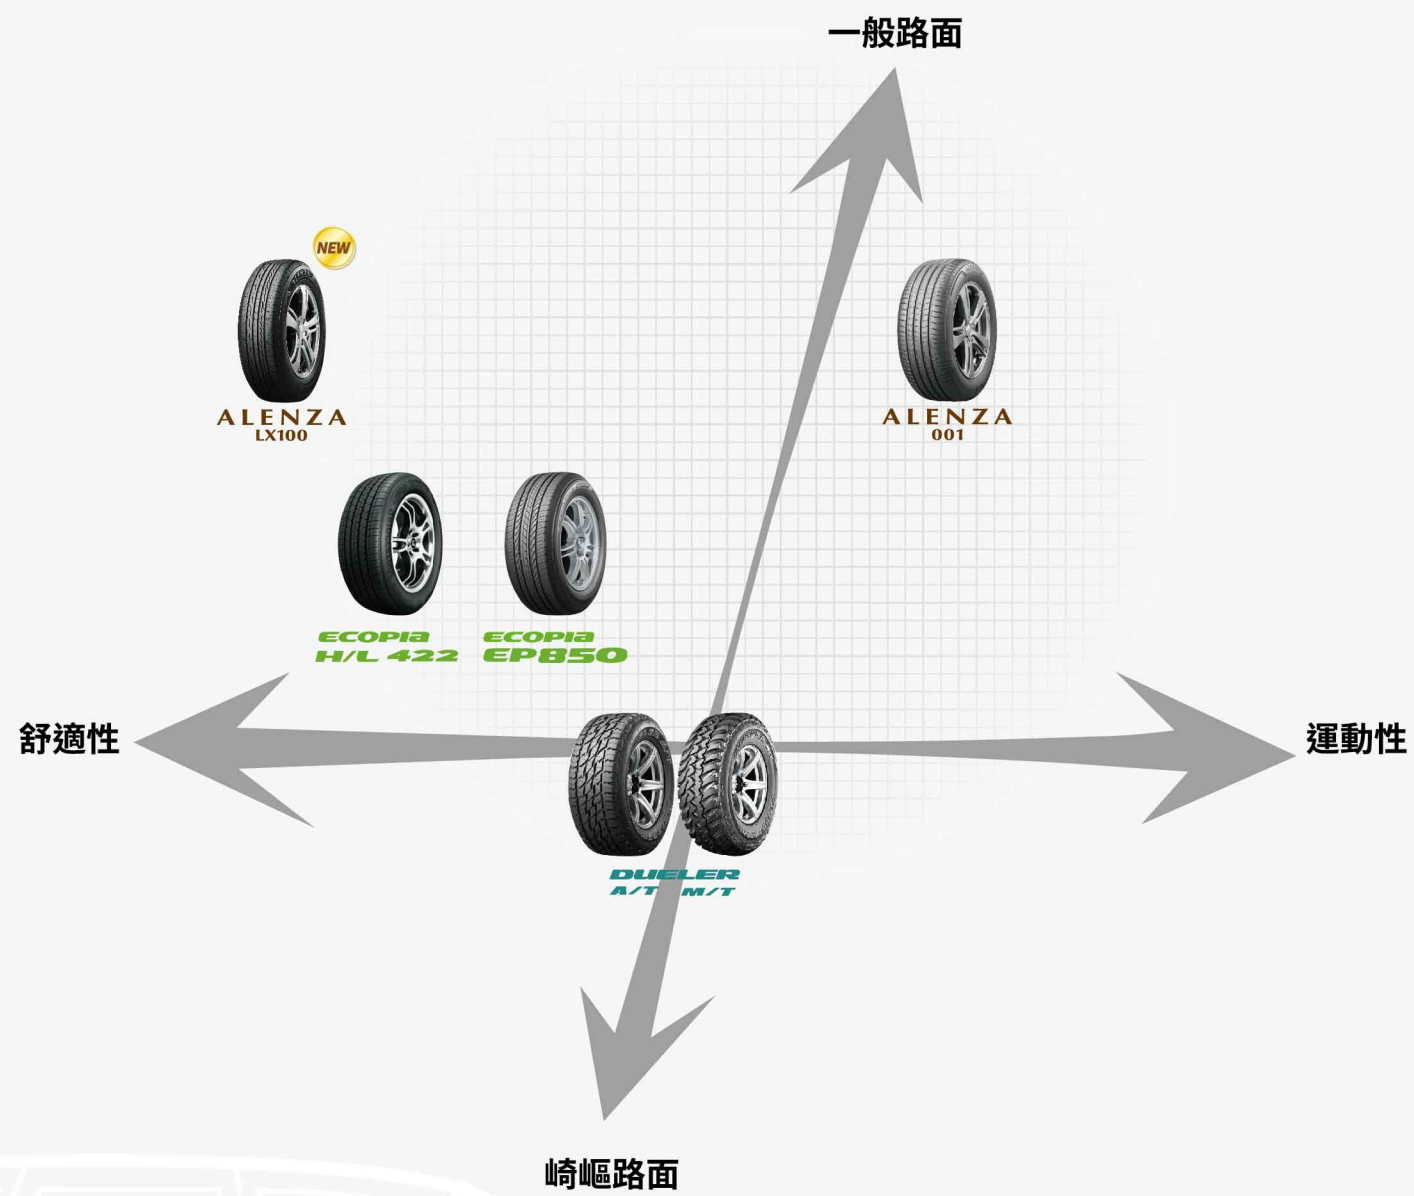 一般路面
NEW
ALENZA
LX100
ALENZA
001
ECOPIA
H/L 422
ECOPIA
EP850
舒適性
運動性
DUELER
A/T M/T
崎嶇路面